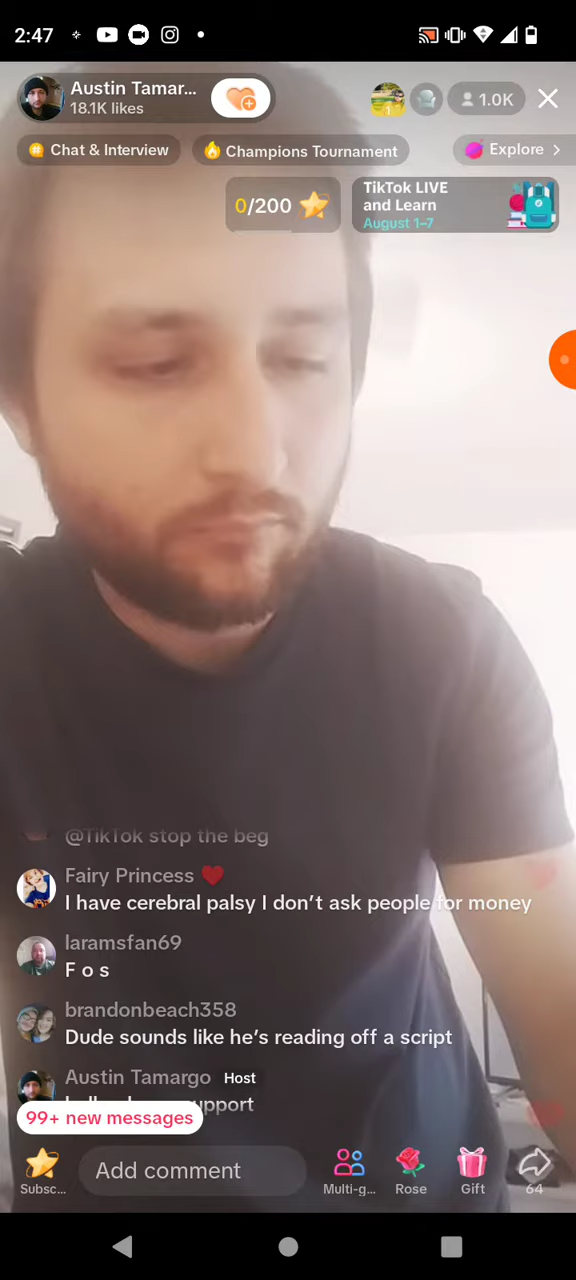 2:47
Austin Tamar...
18.1K likes
1
1.0K
Chat & Interview
Champions Tournament
Explore >
0/200
TikTok LIVE
and Learn
August 1–7
@TikTok stop the beg
Fairy Princess ❤️
I have cerebral palsy I don't ask people for money
laramsfan69
F o s
brandonbeach358
Dude sounds like he's reading off a script
Austin Tamargo Host
99+ new messages
Subsc...
Add comment
Multi-g...
Rose
Gift
64